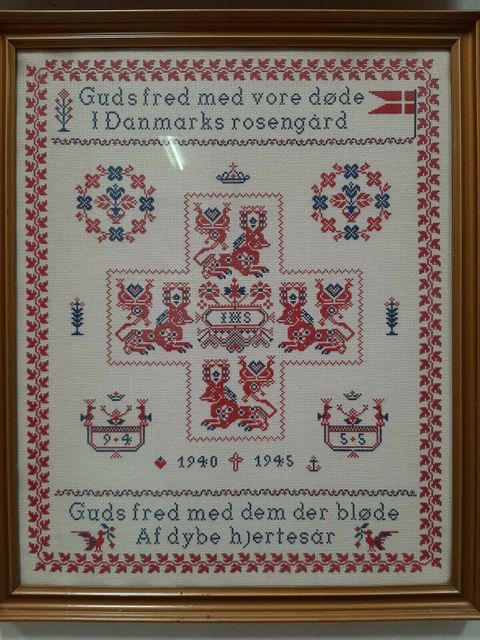 Guds fred med vore døde
I Danmarks rosengård
IHS
9+4
5+5
1940 1945
Guds fred med dem der bløde
Af dybe hjertesår